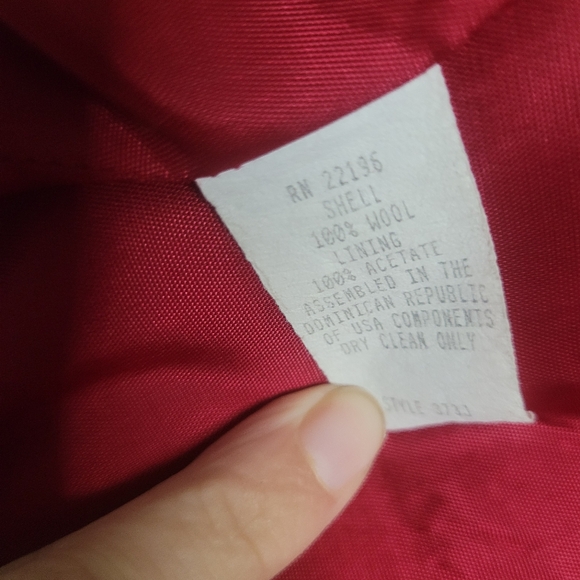 RN 22196
SHELL
100% WOOL
LINING
100% ACETATE
ASSEMBLED IN THE
DOMINICAN REPUBLIC
OF USA COMPONENTS
DRY CLEAN ONLY
STYLE